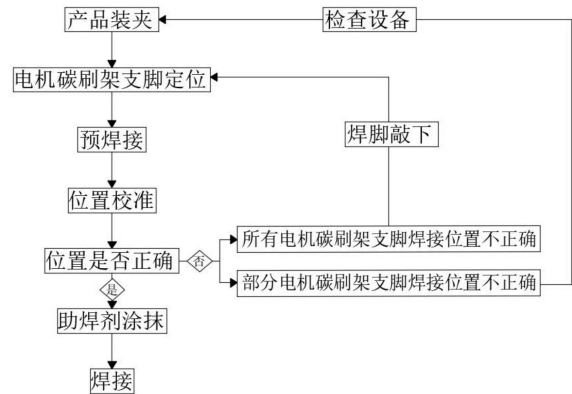 产品装夹
检查设备
电机碳刷架支脚定位
预焊接
焊脚敲下
位置校准
所有电机碳刷架支脚焊接位置不正确
位置是否正确
否
部分电机碳刷架支脚焊接位置不正确
是
助焊剂涂抹
焊接